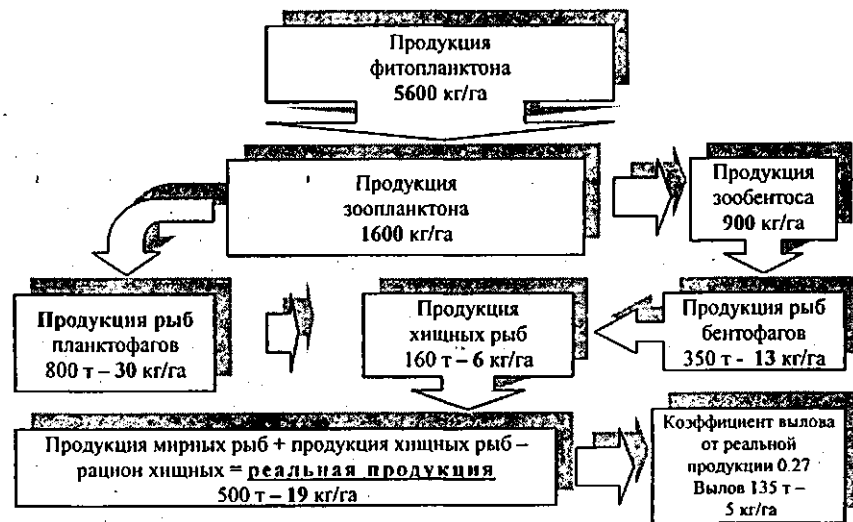 Продукция
фитопланктона
5600 кг/га
Продукция
зоопланктона
1600 кг/га
Продукция
зообентоса
900 кг/га
Продукция рыб
планктофагов
800 т – 30 кг/га
Продукция
хищных рыб
160 т – 6 кг/га
Продукция рыб
бентофагов
350 т - 13 кг/га
Продукция мирных рыб + продукция хищных рыб –
рацион хищных = реальная продукция
500 т – 19 кг/га
Коэффициент вылова
от реальной
продукции 0.27
Вылов 135 т –
5 кг/га